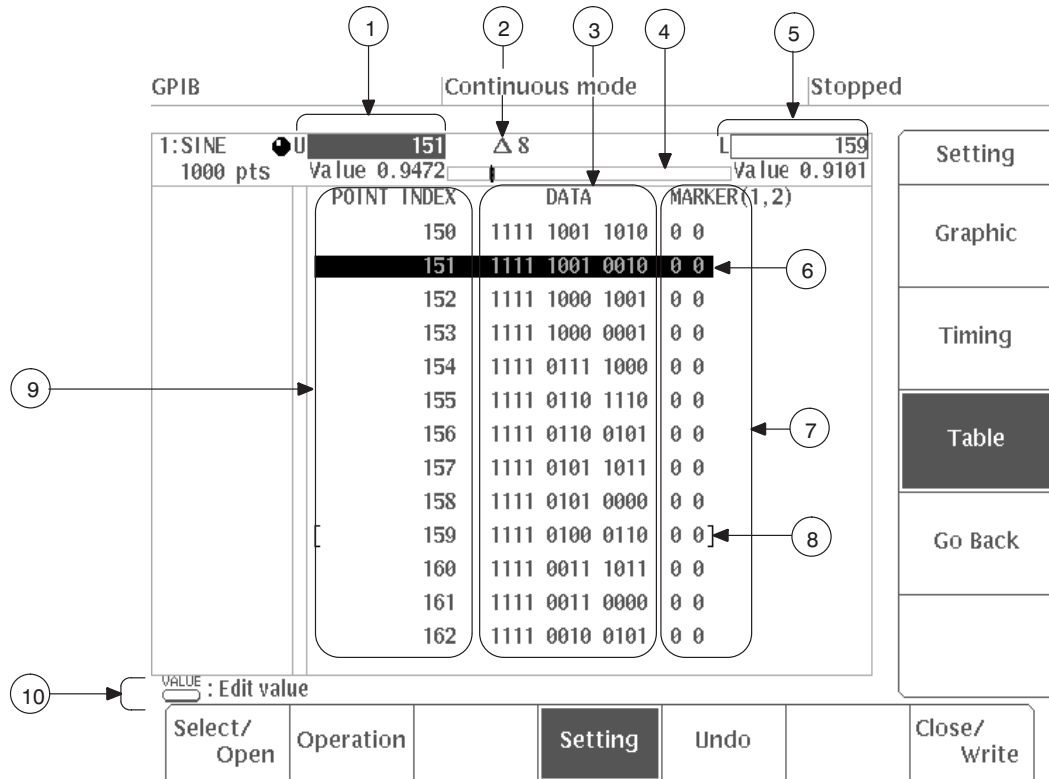 1 2 3 4 5
GPIB Continuous mode Stopped
1:SINE U 151 Δ 8 L 159
1000 pts Value 0.9472 Value 0.9101
POINT INDEX DATA MARKER(1,2)
150 1111 1001 1010 0 0
151 1111 1001 0010 0 0 6
152 1111 1000 1001 0 0
153 1111 1000 0001 0 0
154 1111 0111 1000 0 0
9
155 1111 0110 1110 0 0
156 1111 0110 0101 0 0 7
157 1111 0101 1011 0 0
158 1111 0101 0000 0 0
[ 159 1111 0100 0110 0 0] 8
160 1111 0011 1011 0 0
161 1111 0011 0000 0 0
162 1111 0010 0101 0 0
Setting
Graphic
Timing
Table
Go Back
10 VALUE : Edit value
Select/ Open
Operation
Setting
Undo
Close/ Write